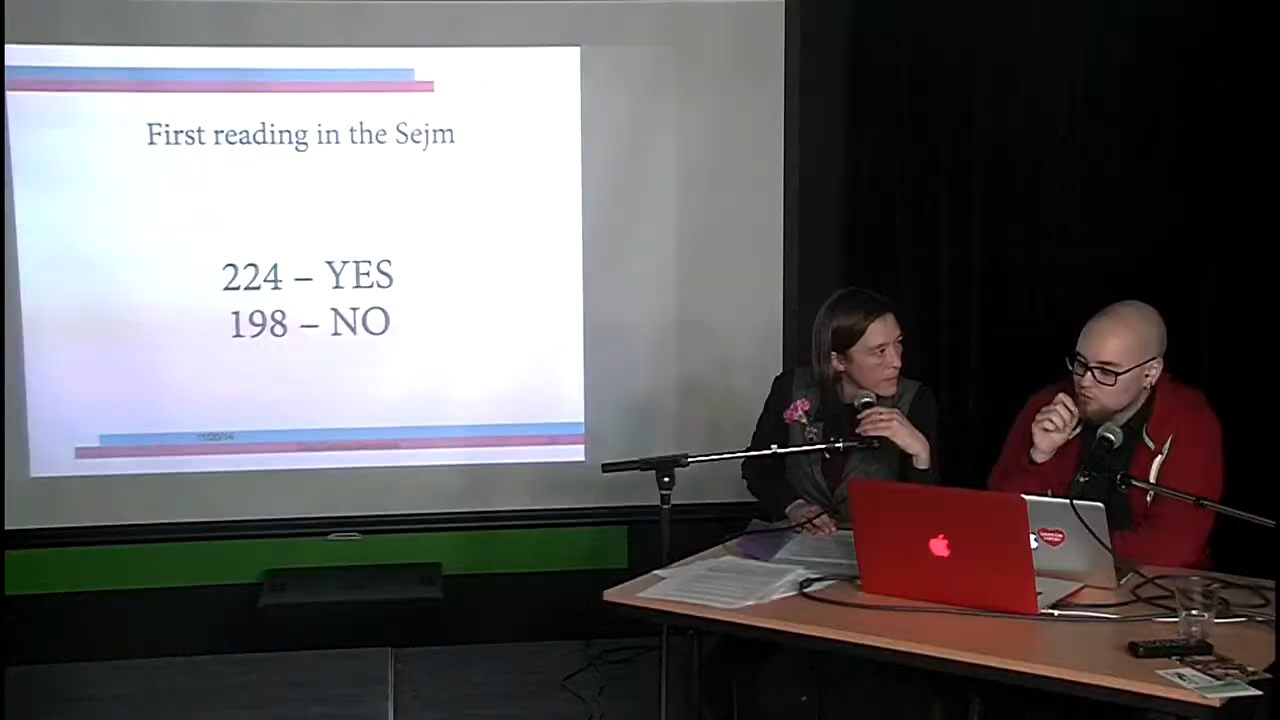 First reading in the Sejm
224 – YES
198 – NO